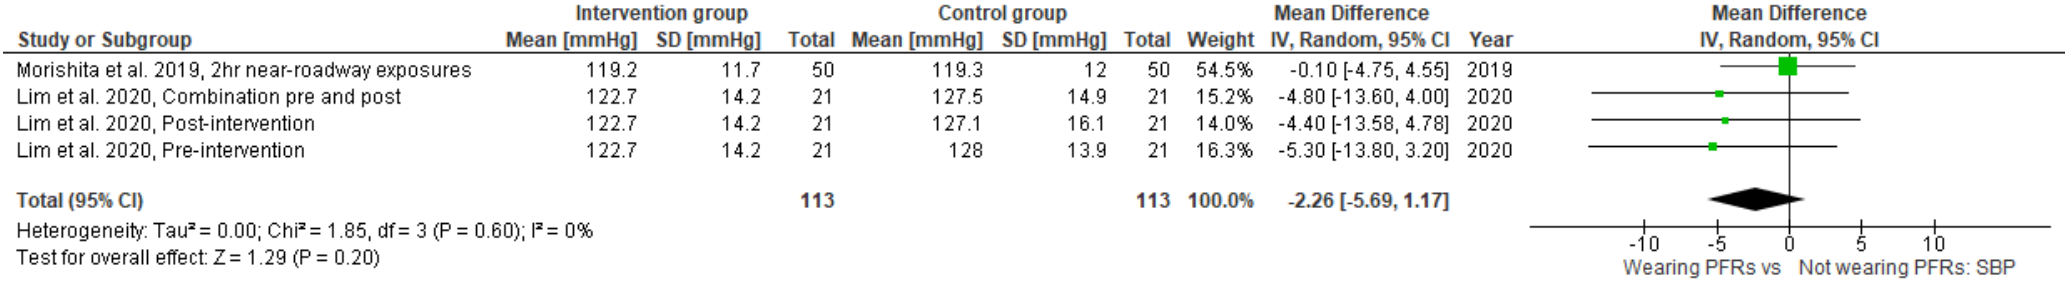 Intervention group Control group Mean Difference Mean Difference
Study or Subgroup Mean [mmHg] SD [mmHg] Total Mean [mmHg] SD [mmHg] Total Weight IV, Random, 95% CI Year IV, Random, 95% CI
Morishita et al. 2019, 2hr near-roadway exposures 119.2 11.7 50 119.3 12 50 54.5% -0.10 [-4.75, 4.55] 2019
Lim et al. 2020, Combination pre and post 122.7 14.2 21 127.5 14.9 21 15.2% -4.80 [-13.60, 4.00] 2020
Lim et al. 2020, Post-intervention 122.7 14.2 21 127.1 16.1 21 14.0% -4.40 [-13.58, 4.78] 2020
Lim et al. 2020, Pre-intervention 122.7 14.2 21 128 13.9 21 16.3% -5.30 [-13.80, 3.20] 2020
Total (95% CI) 113 113 100.0% -2.26 [-5.69, 1.17]
Heterogeneity: Tau² = 0.00; Chi² = 1.85, df = 3 (P = 0.60); I² = 0%
Test for overall effect: Z = 1.29 (P = 0.20)
-10 -5 0 5 10
Wearing PFRs vs Not wearing PFRs: SBP